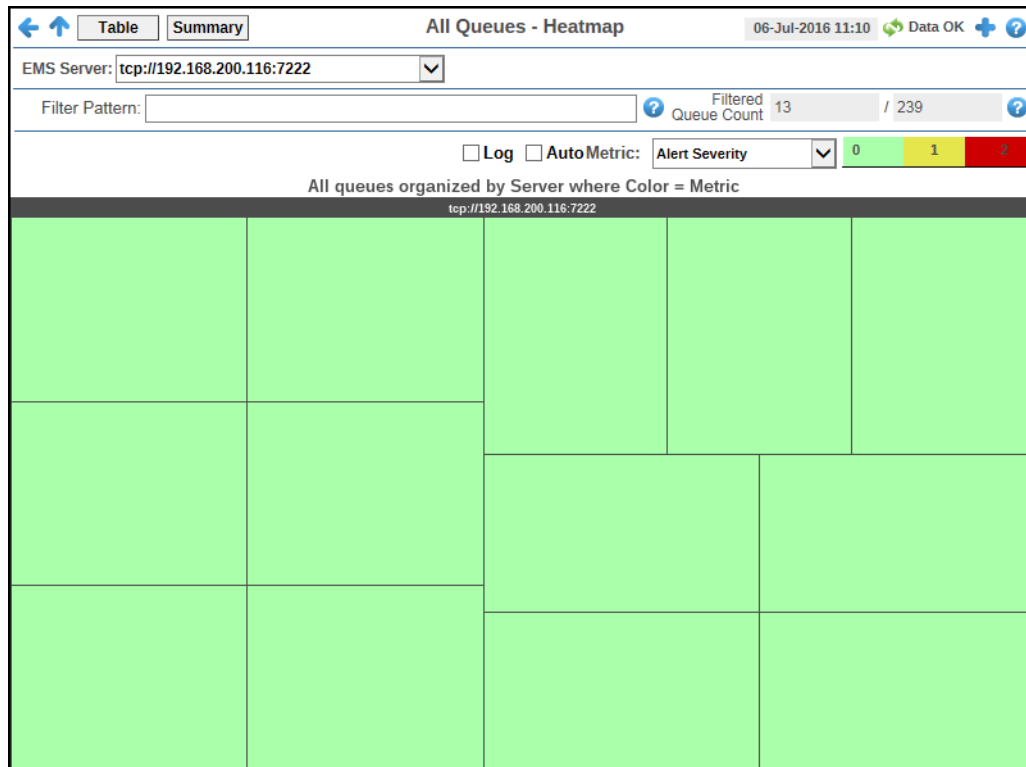 Table Summary All Queues - Heatmap 06-Jul-2016 11:10 Data OK ?
EMS Server: tcp://192.168.200.116:7222
Filter Pattern: ? Filtered Queue Count 13 / 239 ?
Log Auto Metric: Alert Severity 0 1 2
All queues organized by Server where Color = Metric
tcp://192.168.200.116:7222